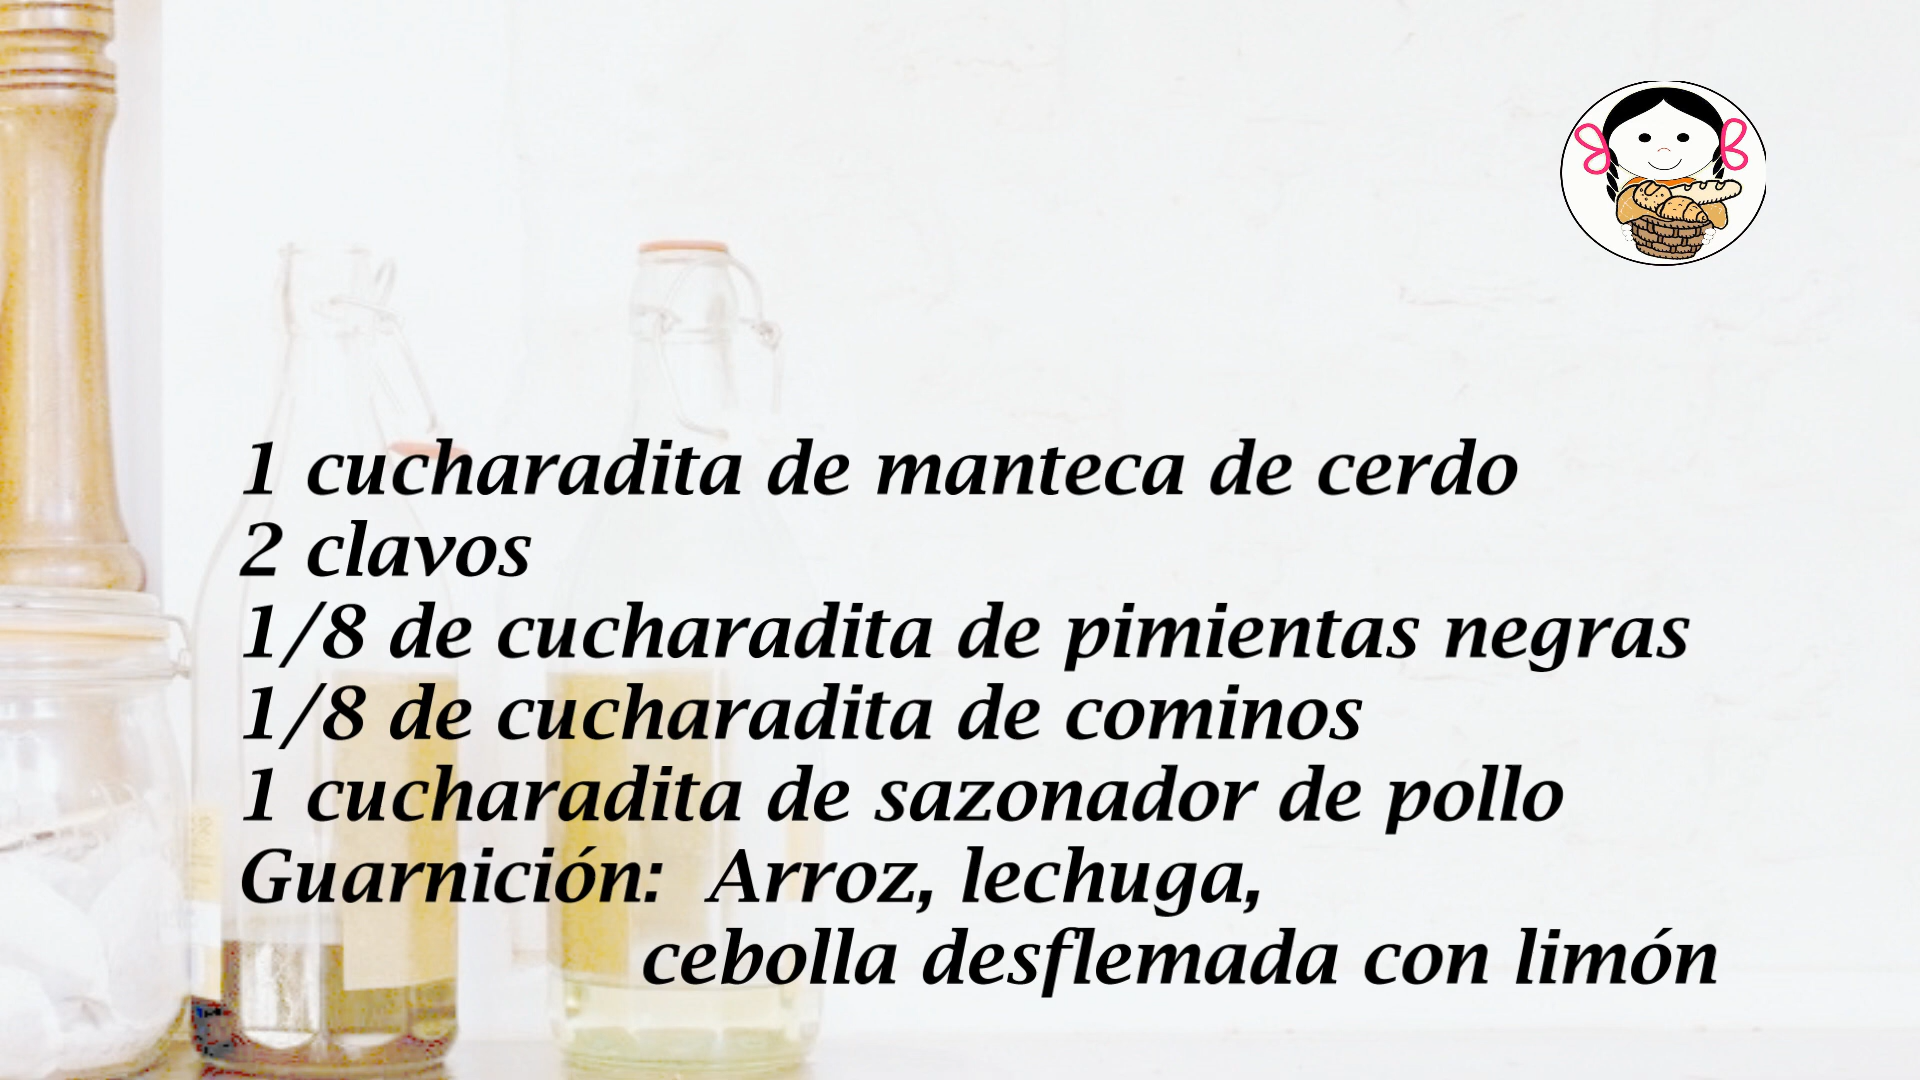 1 cucharadita de manteca de cerdo
2 clavos
1/8 de cucharadita de pimientas negras
1/8 de cucharadita de cominos
1 cucharadita de sazonador de pollo
Guarnición:  Arroz, lechuga,
cebolla desflemada con limón